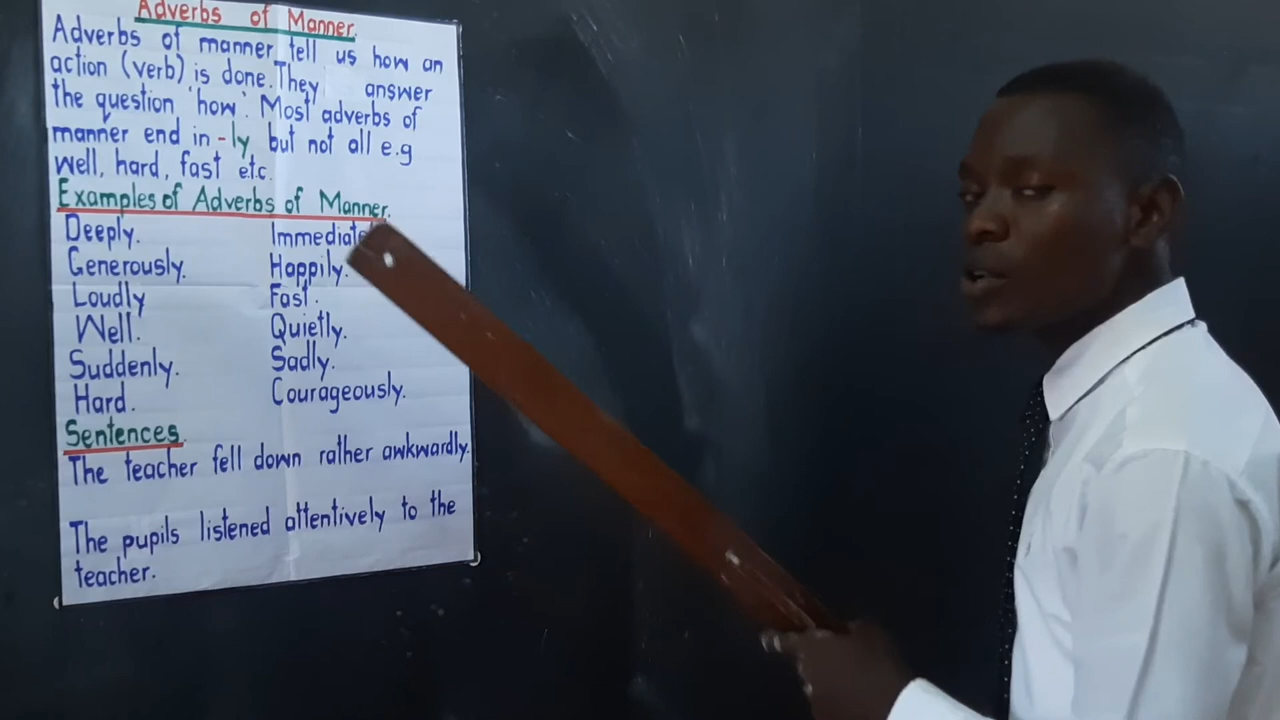 Adverbs of Manner.
Adverbs of manner tell us how an
action (verb) is done. They answer
the question 'how'. Most adverbs of
manner end in -ly but not all e.g
well, hard, fast e.t.c.
Examples of Adverbs of Manner.
Deeply.
Generously.
Loudly
Well.
Suddenly.
Hard.
Happily.
Fast.
Quietly.
Sadly.
Courageously.
Sentences.
The teacher fell down rather awkwardly.
The pupils listened attentively to the
teacher.